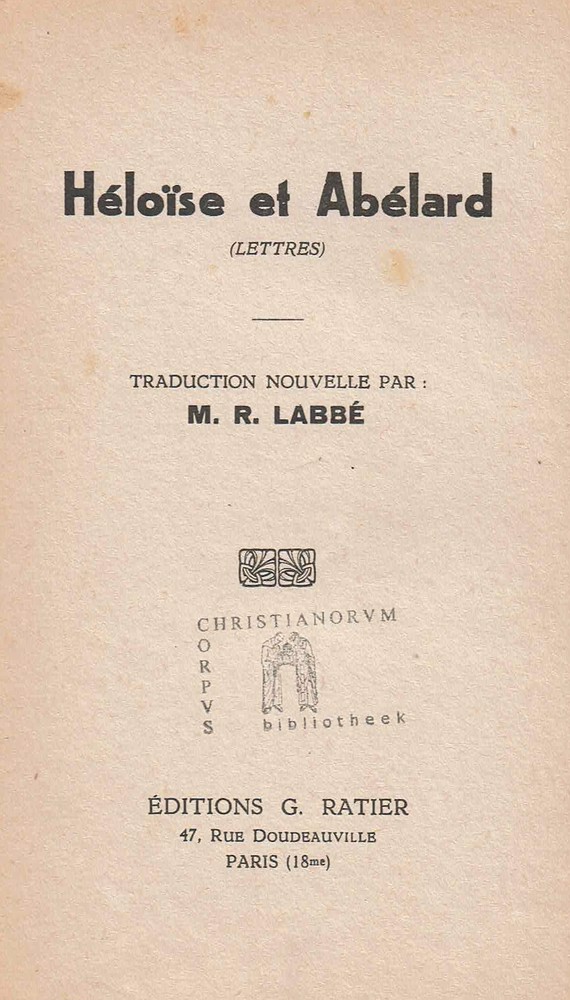 Héloïse et Abélard
(LETTRES)
TRADUCTION NOUVELLE PAR :
M. R. LABBÉ
CHRISTIANORVM
CORPVS
bibliotheek
ÉDITIONS G. RATIER
47, RUE DOUDEAUVILLE
PARIS (18me)